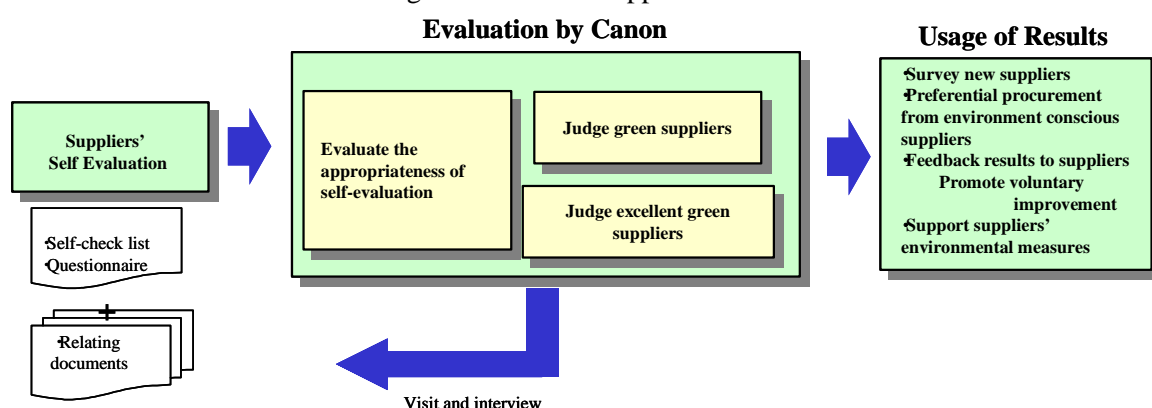 Evaluation by Canon
Usage of Results
Suppliers'
Self Evaluation
•Self-check list
•Questionnaire
+
•Relating
documents
Evaluate the
appropriateness of
self-evaluation
Judge green suppliers
Judge excellent green
suppliers
•Survey new suppliers
•Preferential procurement
from environment conscious
suppliers
•Feedback results to suppliers
Promote voluntary
improvement
•Support suppliers'
environmental measures
Visit and interview